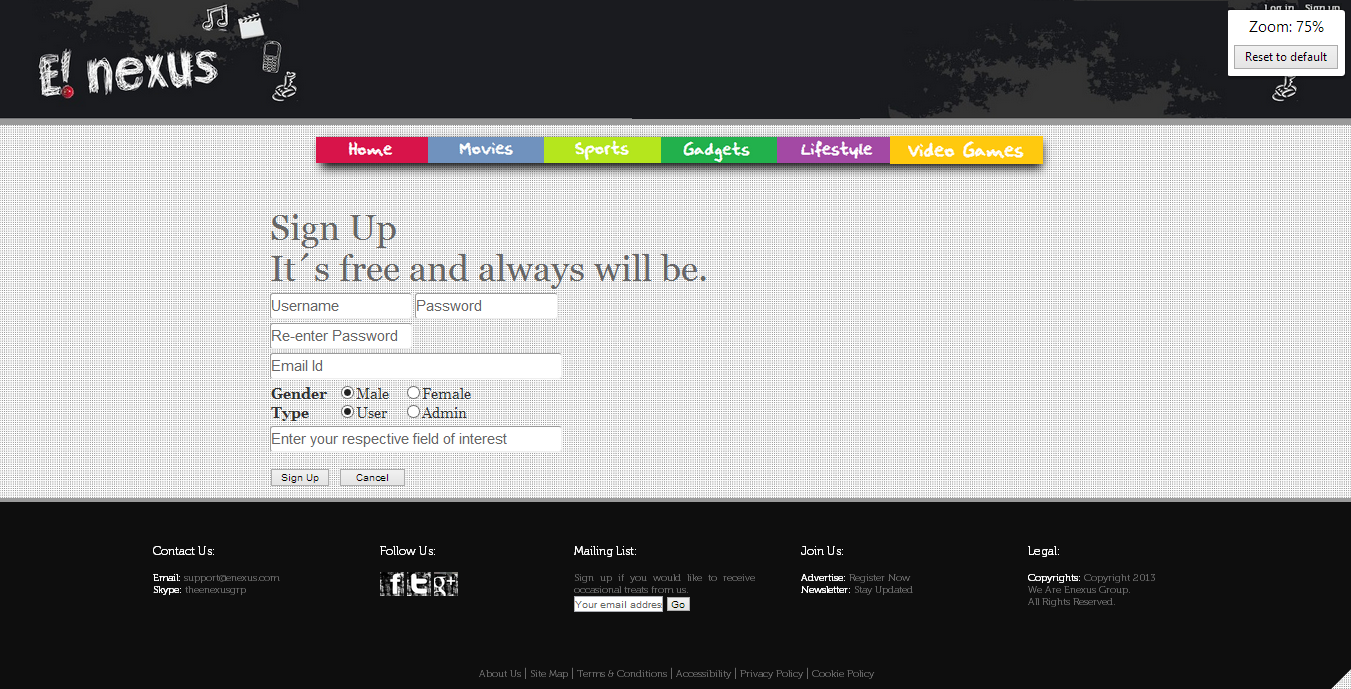 Log in Sign up
Zoom: 75%
Reset to default
E! nexus
Home Movies Sports Gadgets Lifestyle Video Games
Sign Up
It´s free and always will be.
Username Password
Re-enter Password
Email Id
Gender Male Female
Type User Admin
Enter your respective field of interest
Sign Up Cancel
Contact Us:
Email: support@enexus.com
Skype: theenexusgrp
Follow Us:
f t g+
Mailing List:
Sign up if you would like to receive
occasional treats from us.
Your email addres Go
Join Us:
Advertise: Register Now
Newsletter: Stay Updated
Legal:
Copyrights: Copyright 2013
We Are Enexus Group.
All Rights Reserved.
About Us | Site Map | Terms & Conditions | Accessibility | Privacy Policy | Cookie Policy